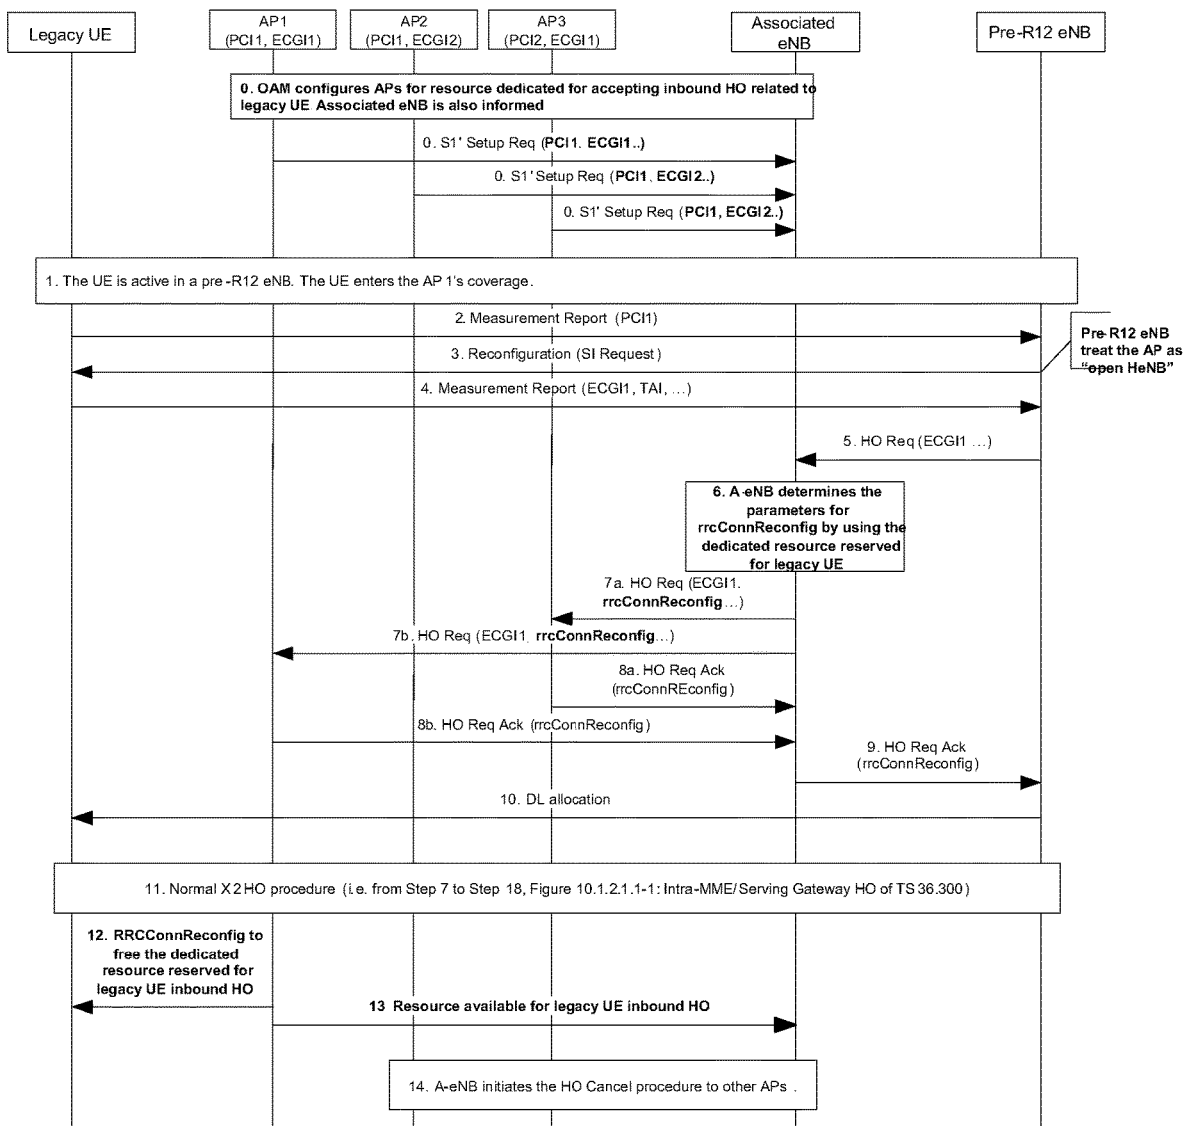 Legacy UE
AP1
(PCI1, ECGI1)
AP2
(PCI1, ECGI2)
AP3
(PCI2, ECGI1)
Associated
eNB
Pre-R12 eNB
0. OAM configures APs for resource dedicated for accepting inbound HO related to
legacy UE. Associated eNB is also informed
0. S1' Setup Req (PCI1, ECGI1..)
0. S1' Setup Req (PCI1, ECGI2..)
0. S1' Setup Req (PCI1, ECGI2..)
1. The UE is active in a pre-R12 eNB. The UE enters the AP1's coverage.
2. Measurement Report (PCI1)
Pre-R12 eNB
treat the AP as
"open HeNB"
3. Reconfiguration (SI Request)
4. Measurement Report (ECGI1, TAI, ...)
5. HO Req (ECGI1 ...)
6. A-eNB determines the
parameters for
rrcConnReconfig by using the
dedicated resource reserved
for legacy UE
7a. HO Req (ECGI1.
rrcConnReconfig...)
7b. HO Req (ECGI1, rrcConnReconfig...)
8a. HO Req Ack
(rrcConnREconfig)
8b. HO Req Ack (rrcConnReconfig)
9. HO Req Ack
(rrcConnReconfig)
10. DL allocation
11. Normal X2 HO procedure (i.e. from Step 7 to Step 18, Figure 10.1.2.1.1-1: Intra-MME/Serving Gateway HO of TS 36.300)
12. RRCConnReconfig to
free the dedicated
resource reserved for
legacy UE inbound HO
13 Resource available for legacy UE inbound HO
14. A-eNB initiates the HO Cancel procedure to other APs .